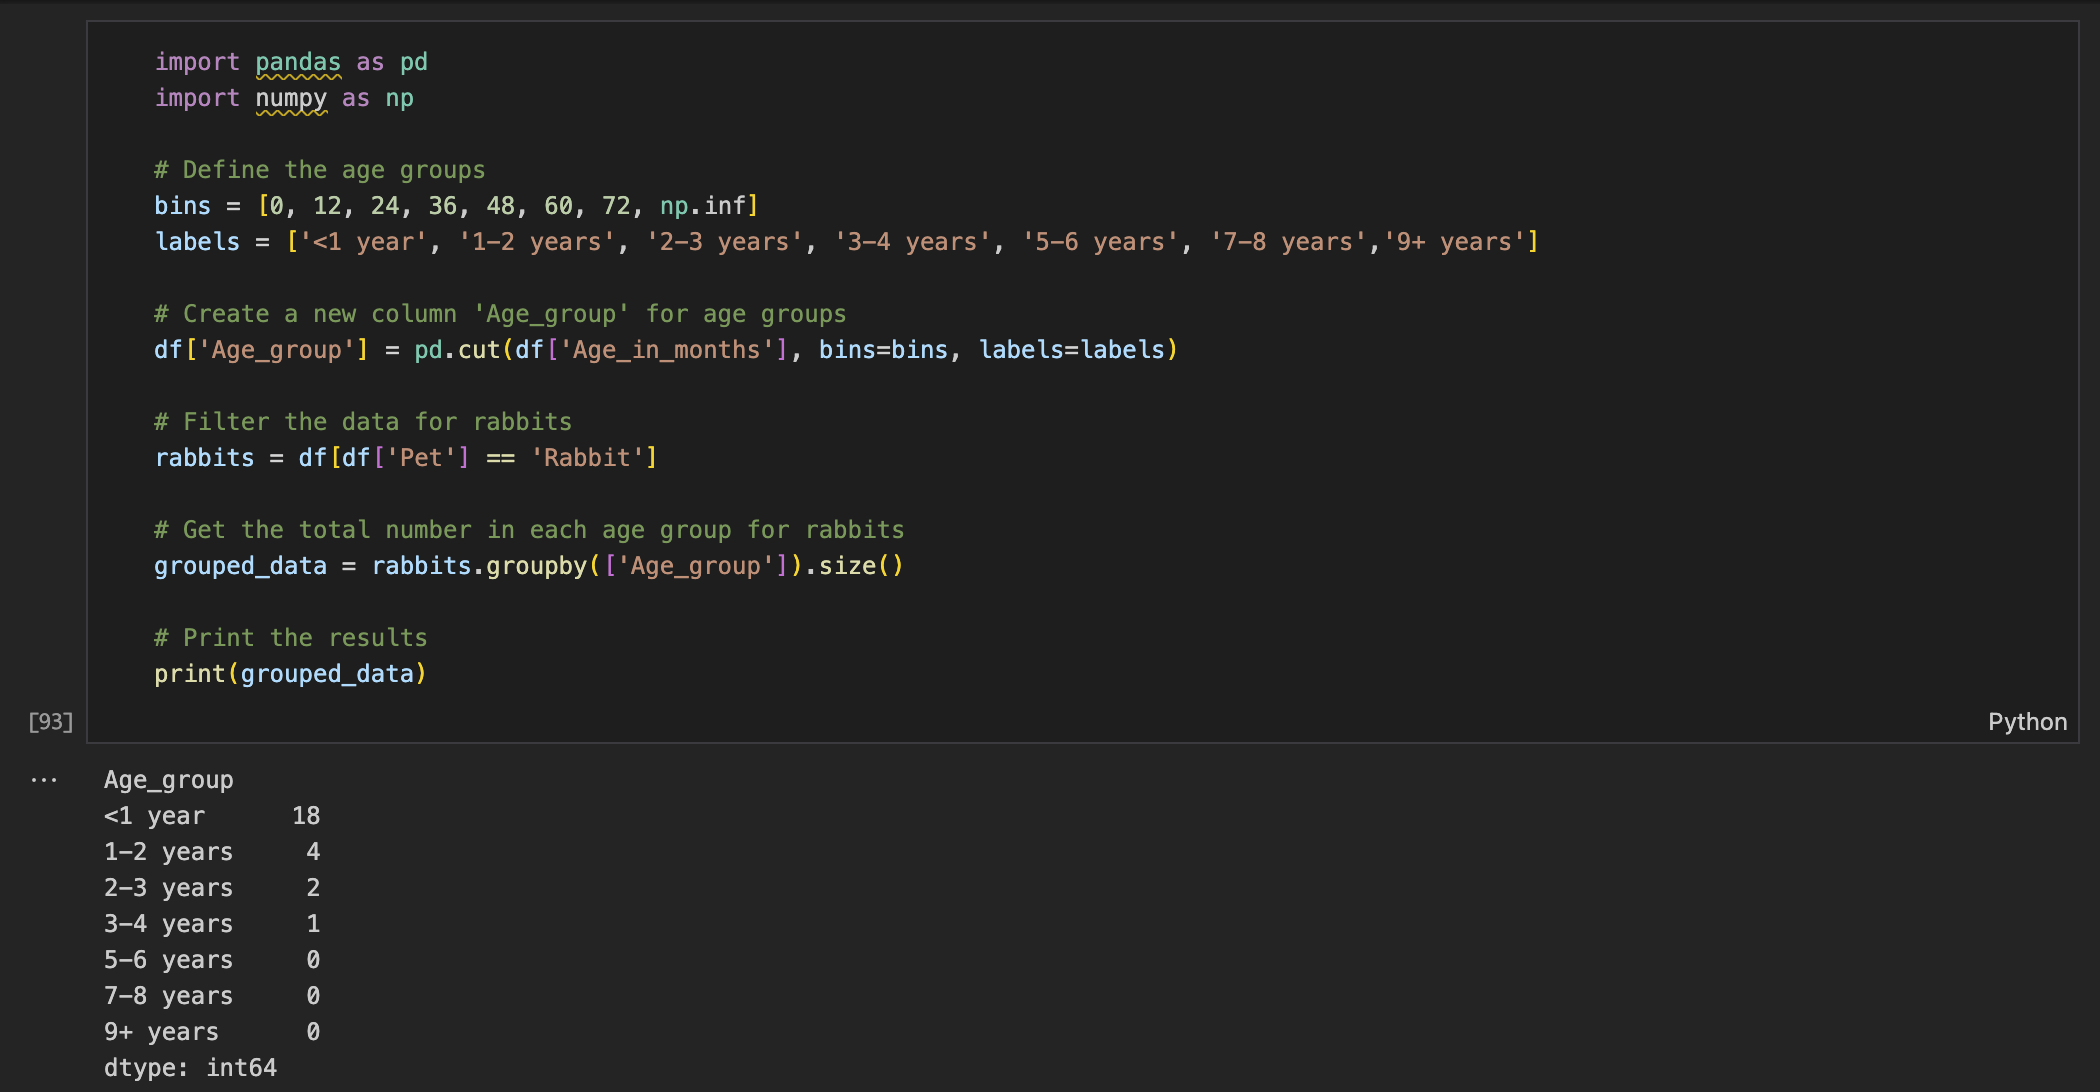 import pandas as pd
import numpy as np
# Define the age groups
bins = [0, 12, 24, 36, 48, 60, 72, np.inf]
labels = ['<1 year', '1-2 years', '2-3 years', '3-4 years', '5-6 years', '7-8 years','9+ years']
# Create a new column 'Age_group' for age groups
df['Age_group'] = pd.cut(df['Age_in_months'], bins=bins, labels=labels)
# Filter the data for rabbits
rabbits = df[df['Pet'] == 'Rabbit']
# Get the total number in each age group for rabbits
grouped_data = rabbits.groupby(['Age_group']).size()
# Print the results
print(grouped_data)
[93]
Python
... Age_group
<1 year 18
1-2 years 4
2-3 years 2
3-4 years 1
5-6 years 0
7-8 years 0
9+ years 0
dtype: int64